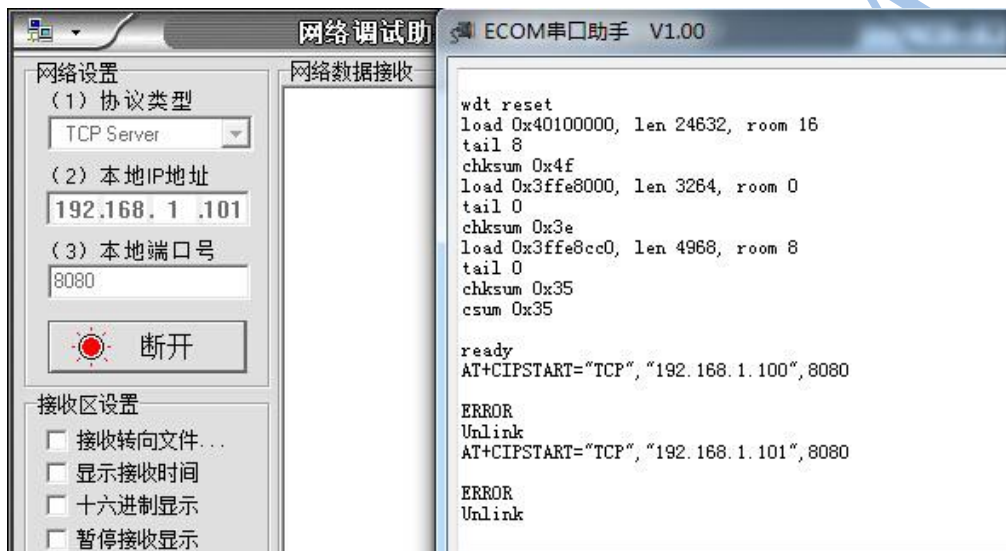 网络调试助
网络设置
网络数据接收
(1) 协议类型
TCP Server
(2) 本地IP地址
192.168. 1 .101
(3) 本地端口号
8080
断开
接收区设置
接收转向文件...
显示接收时间
十六进制显示
暂停接收显示
ECOM串口助手 V1.00
wdt reset
load 0x40100000, len 24632, room 16
tail 8
chksum 0x4f
load 0x3ffe8000, len 3264, room 0
tail 0
chksum 0x3e
load 0x3ffe8cc0, len 4968, room 8
tail 0
chksum 0x35
csum 0x35
ready
AT+CIPSTART="TCP","192.168.1.100",8080
ERROR
Unlink
AT+CIPSTART="TCP","192.168.1.101",8080
ERROR
Unlink